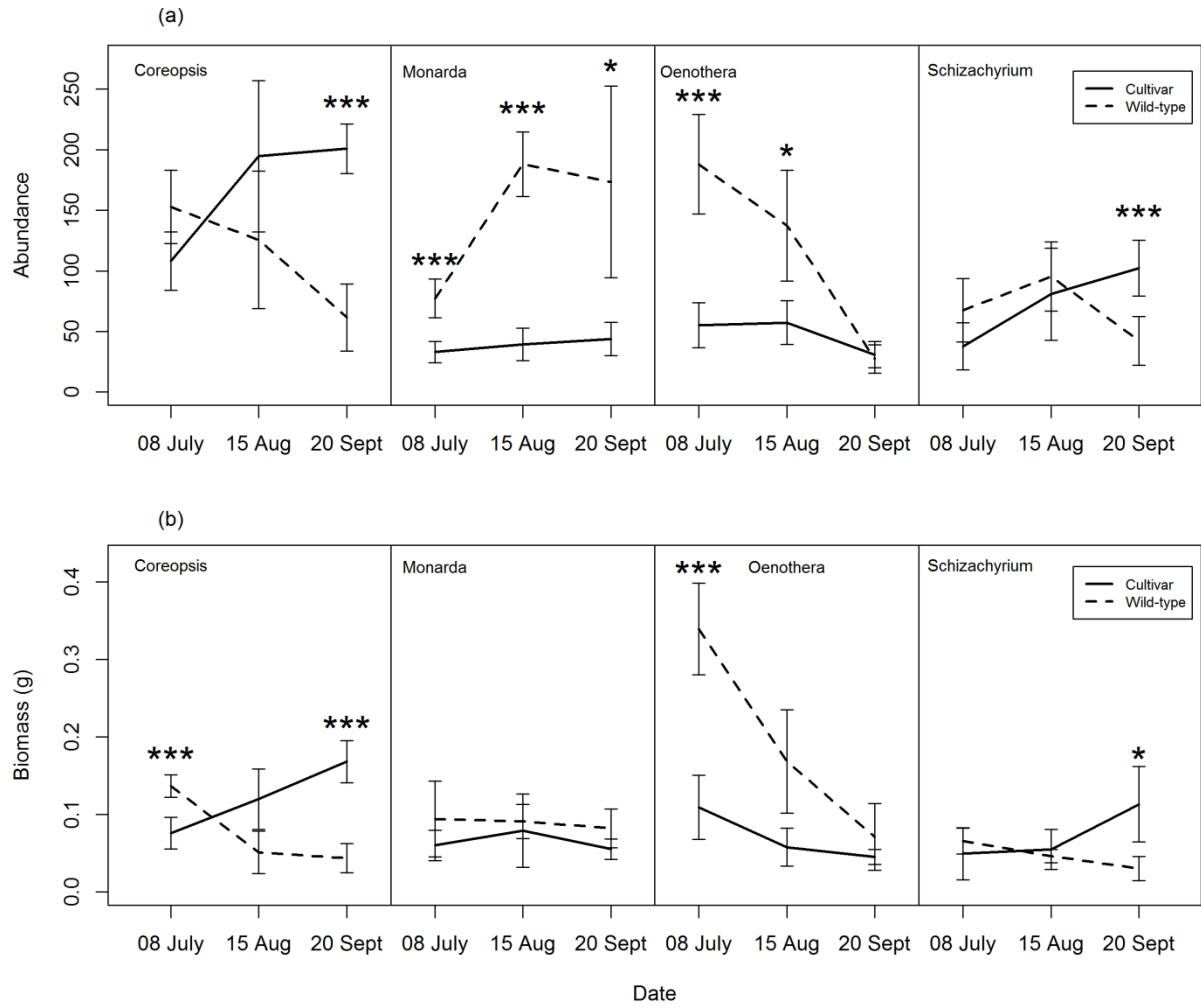 (a)
Coreopsis
Monarda
Oenothera
Schizachyrium
Cultivar
Wild-type
***
***
***
*
***
*
***
250
200
150
100
50
0
Abundance
08 July 15 Aug 20 Sept 08 July 15 Aug 20 Sept 08 July 15 Aug 20 Sept 08 July 15 Aug 20 Sept
(b)
Coreopsis
Monarda
Oenothera
Schizachyrium
Cultivar
Wild-type
***
***
***
*
0.4
0.3
0.2
0.1
0.0
Biomass (g)
08 July 15 Aug 20 Sept 08 July 15 Aug 20 Sept 08 July 15 Aug 20 Sept 08 July 15 Aug 20 Sept
Date